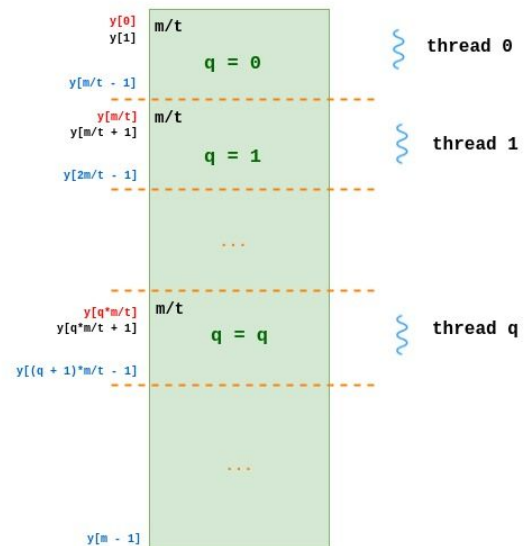 y[0]
m/t
y[1]
q = 0
thread 0
y[m/t - 1]
y[m/t]
m/t
y[m/t + 1]
q = 1
thread 1
y[2m/t - 1]
...
y[q*m/t]
m/t
y[q*m/t + 1]
q = q
thread q
y[(q + 1)*m/t - 1]
...
y[m - 1]